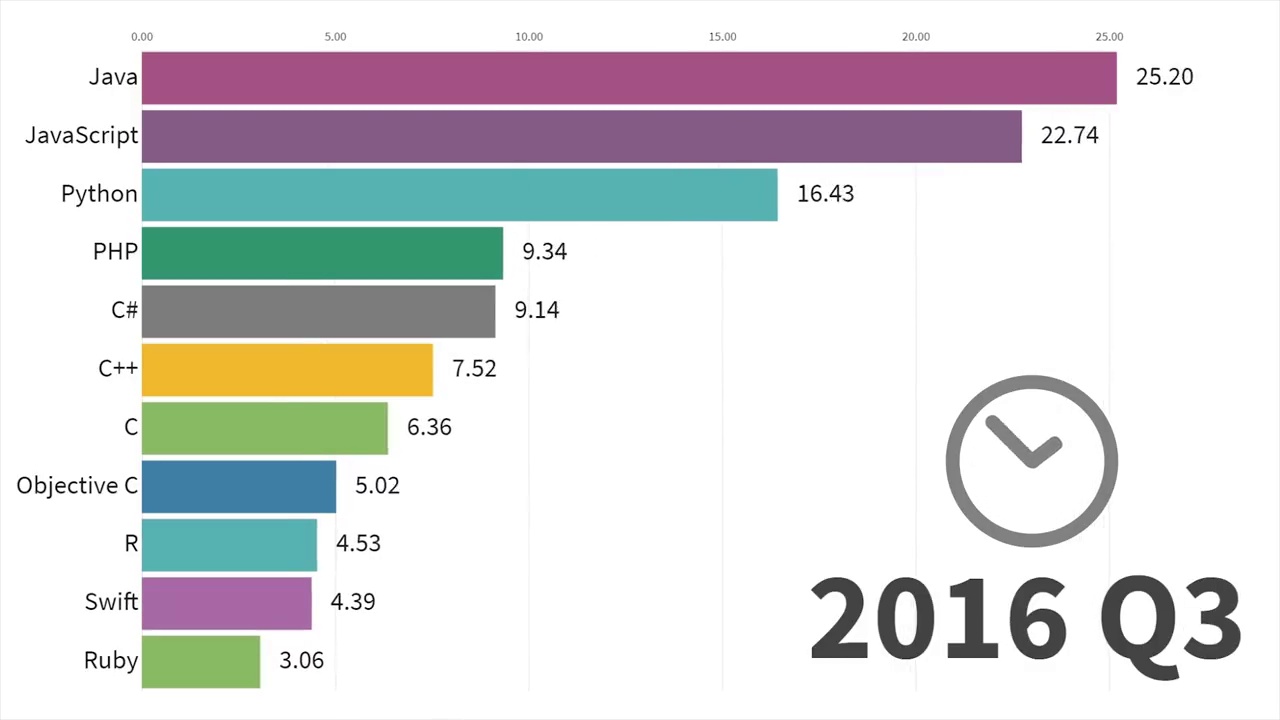 0.00 5.00 10.00 15.00 20.00 25.00
Java 25.20
JavaScript 22.74
Python 16.43
PHP 9.34
C# 9.14
C++ 7.52
C 6.36
Objective C 5.02
R 4.53
Swift 4.39
Ruby 3.06
2016 Q3